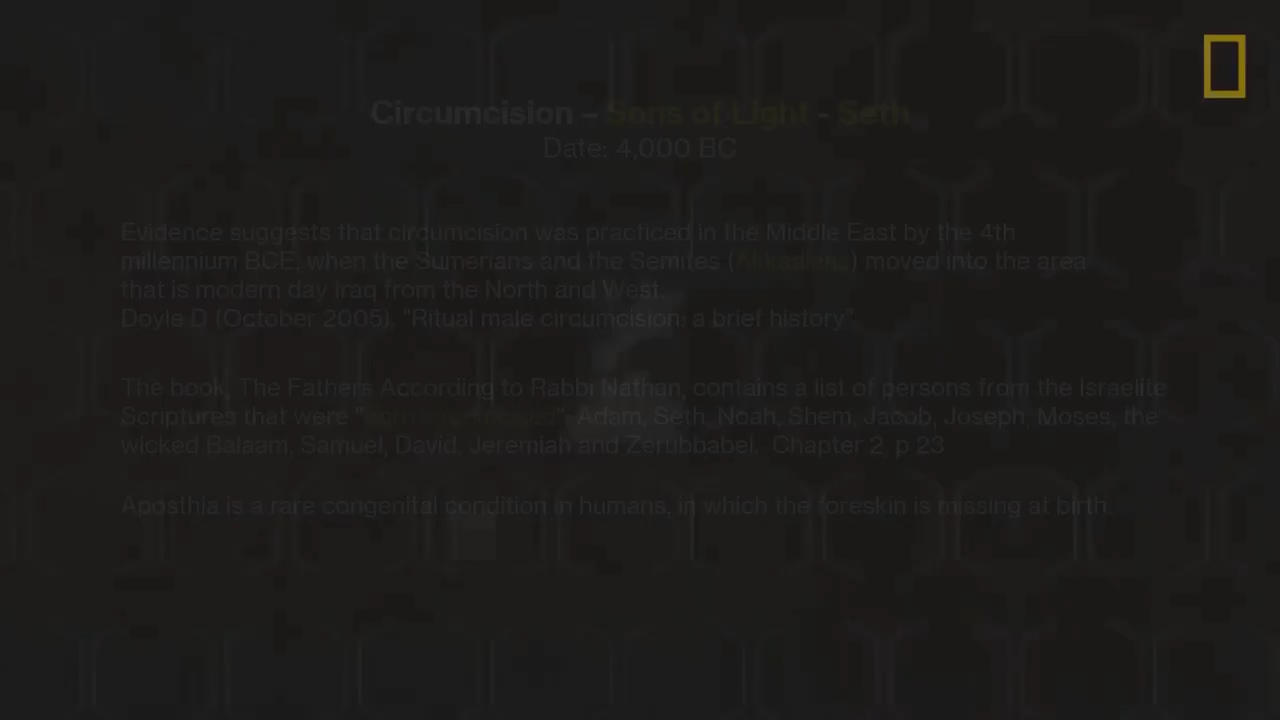 Circumcision – Sons of Light - Seth
Date: 4,000 BC
Evidence suggests that circumcision was practiced in the Middle East by the 4th
millennium BCE, when the Sumerians and the Semites () moved into the area
that is modern day Iraq from the North and West.
Doyle D (October 2005). "Ritual male circumcision: a brief history".
The book, The Fathers According to Rabbi Nathan, contains a list of persons from the Israelite
Scriptures that were "born circumcised": Adam, Seth, Noah, Shem, Jacob, Joseph, Moses, the
wicked Balaam, Samuel, David, Jeremiah and Zerubbabel. Chapter 2, p 23
Aposthia is a rare congenital condition in humans, in which the foreskin is missing at birth.